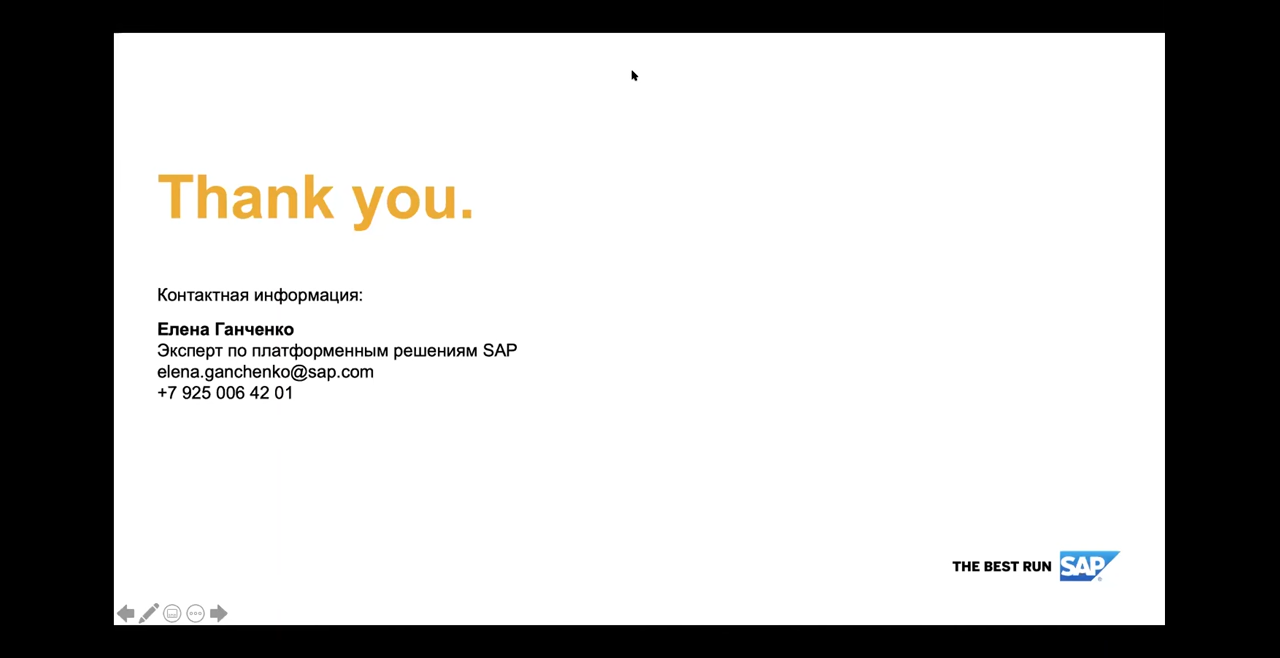 Thank you.
Контактная информация:
Елена Ганченко
Эксперт по платформенным решениям SAP
elena.ganchenko@sap.com
+7 925 006 42 01
THE BEST RUN SAP®